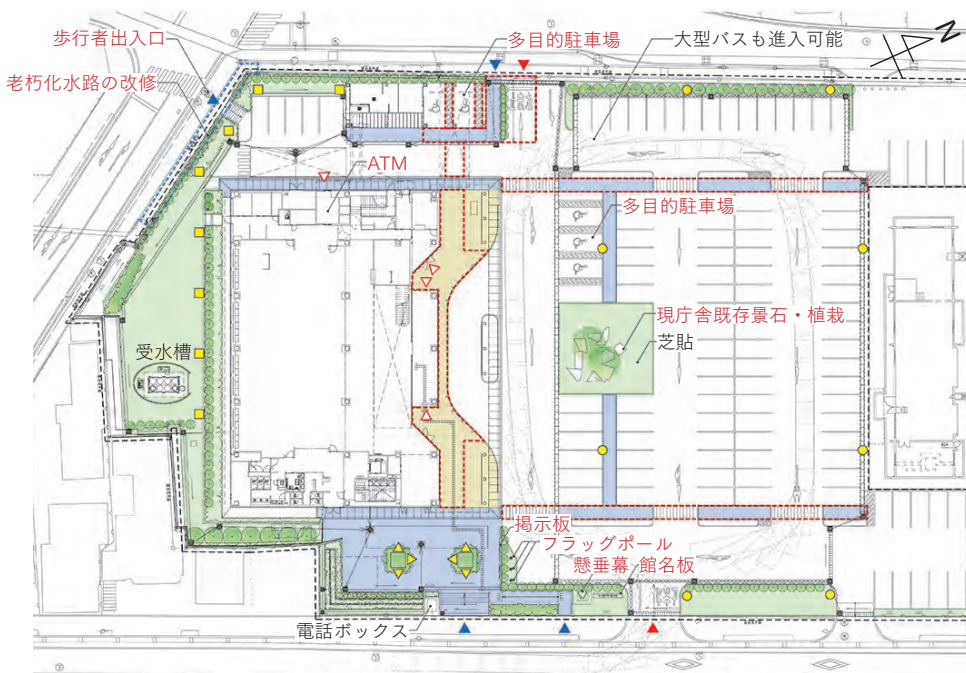 歩行者出入口
多目的駐車場
大型バスも進入可能
N
老朽化水路の改修
ATM
多目的駐車場
現庁舎既存景石・植栽
芝貼
受水槽
掲示板
フラッグポール
懸垂幕 館名板
電話ボックス